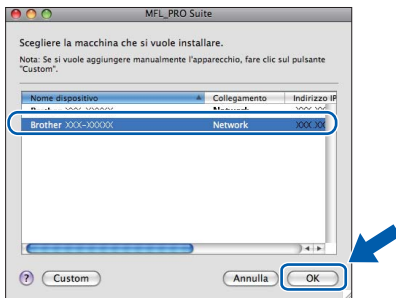 MFL_PRO Suite
Scegliere la macchina che si vuole installare.
Nota: Se si vuole aggiungere manualmente l'apparecchio, fare clic sul pulsante
"Custom".
Nome dispositivo Collegamento Indirizzo IP
Brother XXX-XXXXX Network XXX.XX
? Custom Annulla OK